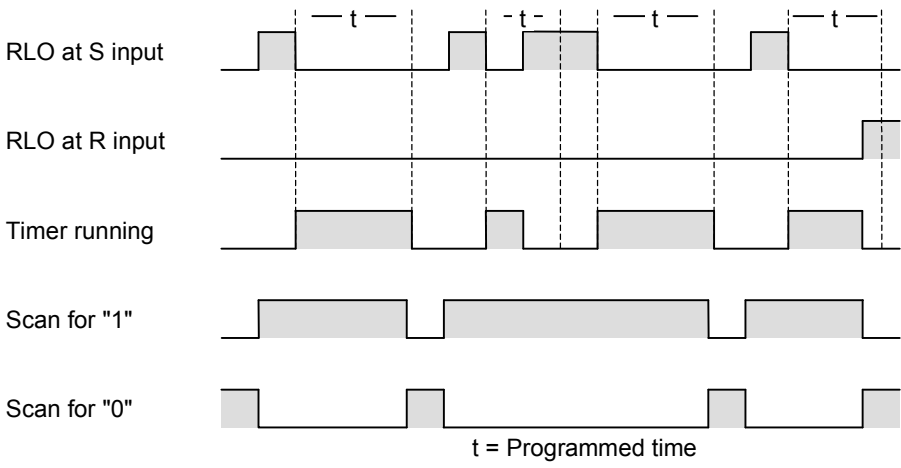 t t t t
RLO at S input
RLO at R input
Timer running
Scan for "1"
Scan for "0"
t = Programmed time